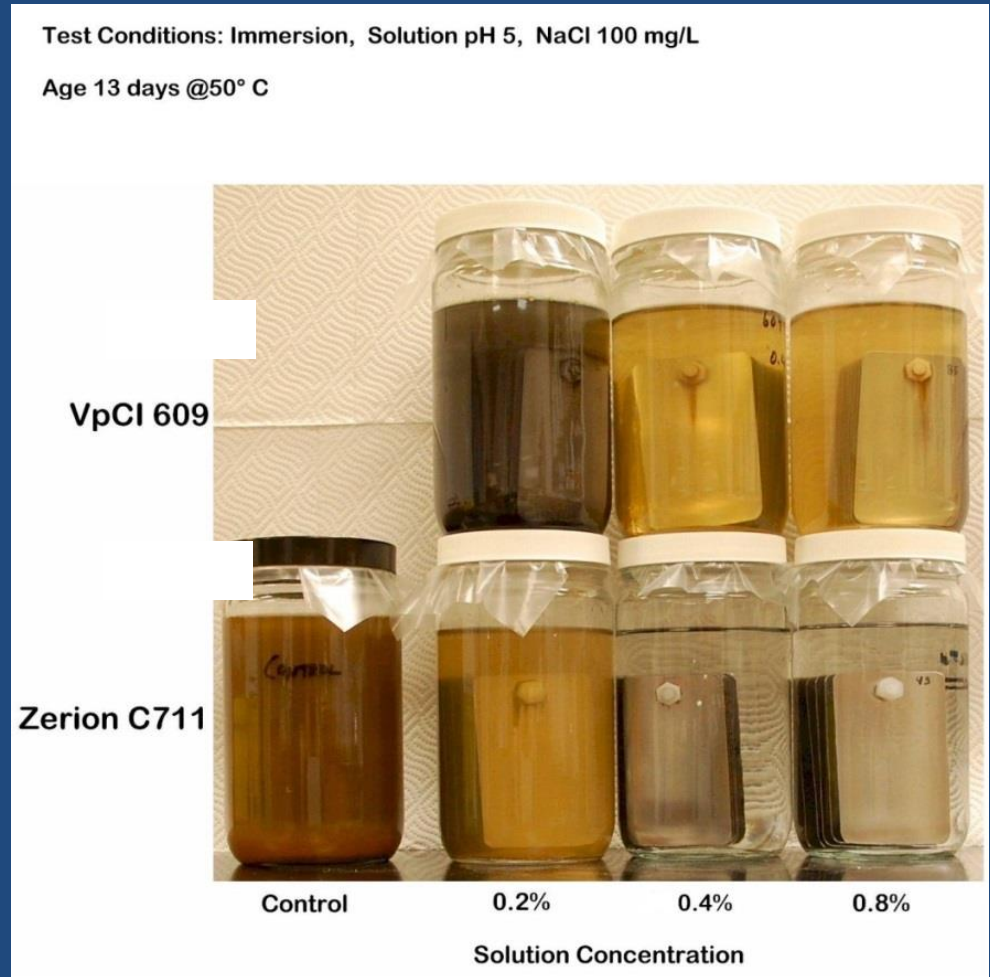 Test Conditions: Immersion, Solution pH 5, NaCl 100 mg/L
Age 13 days @50° C
VpCl 609
Zerion C711
CONTROL
Control
0.2%
0.4%
0.8%
Solution Concentration